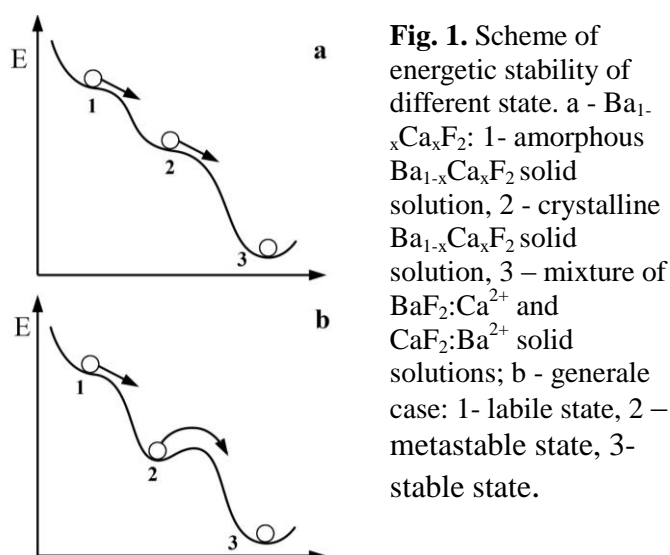 E
a
1
2
3
E
b
1
2
3
Fig. 1. Scheme of
energetic stability of
different state. a - Ba₁₋
ₓCaₓF₂: 1- amorphous
Ba₁₋ₓCaₓF₂ solid
solution, 2 - crystalline
Ba₁₋ₓCaₓF₂ solid
solution, 3 – mixture of
BaF₂:Ca²⁺ and
CaF₂:Ba²⁺ solid
solutions; b - generale
case: 1- labile state, 2 –
metastable state, 3-
stable state.